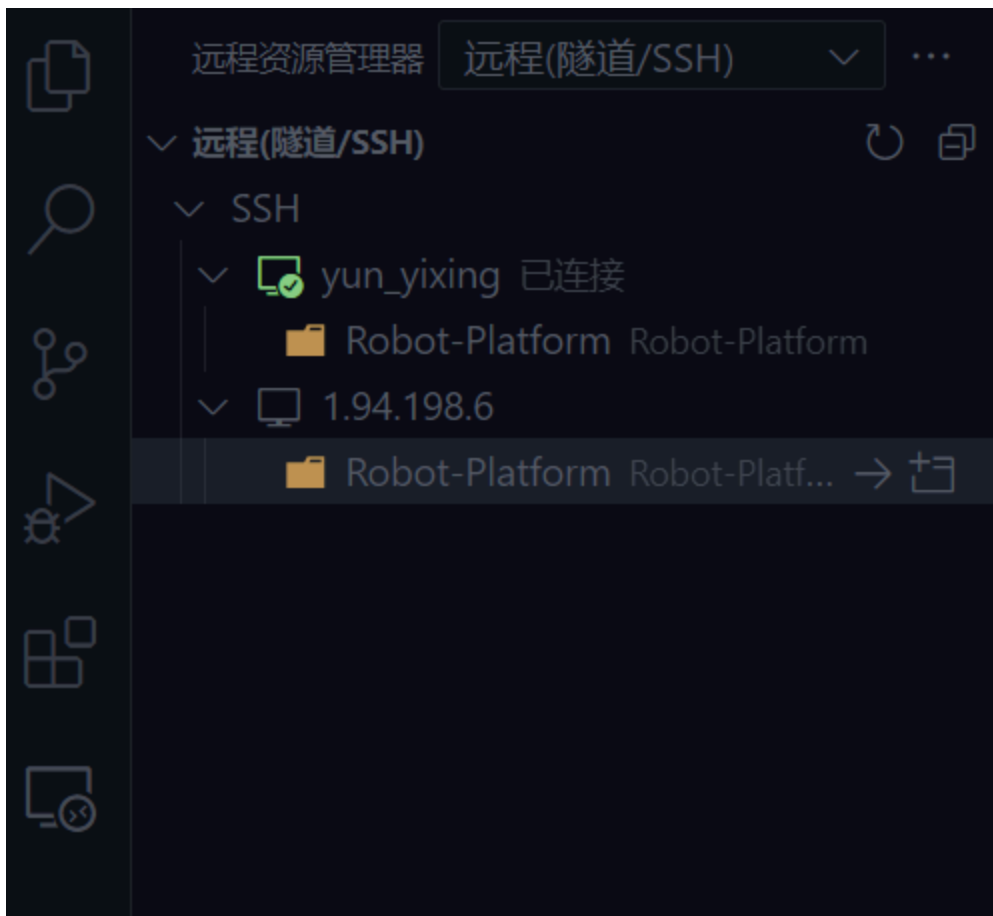 远程资源管理器 远程(隧道/SSH) ...
远程(隧道/SSH)
SSH
yun_yixing 已连接
Robot-Platform Robot-Platform
1.94.198.6
Robot-Platform Robot-Platf...